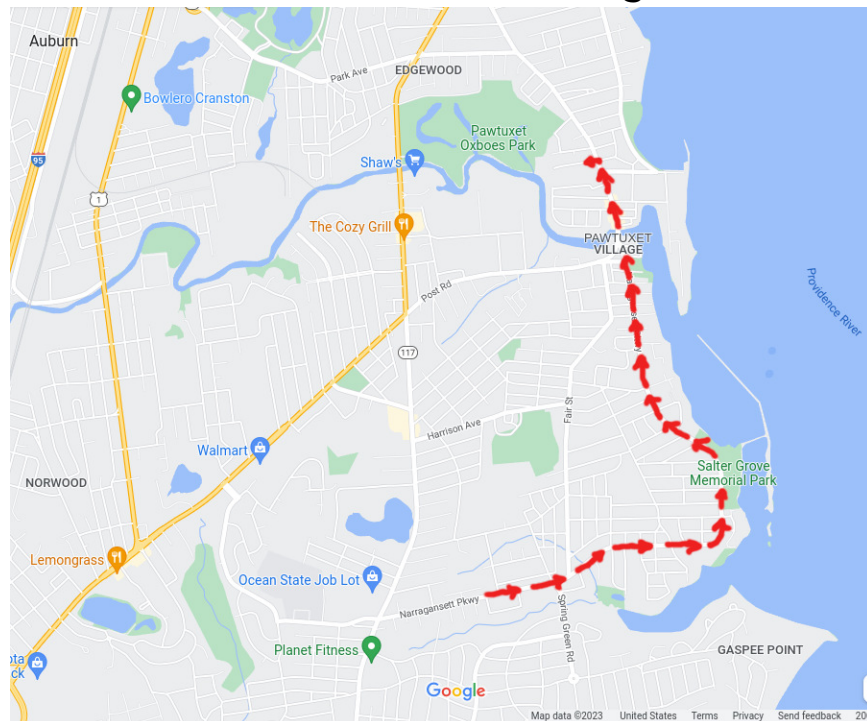 Auburn
Park Ave
EDGEWOOD
Bowlero Cranston
Pawtuxet
Oxboes Park
95
Shaw's
1
The Cozy Grill
PAWTUXET
VILLAGE
Providence River
Post Rd
117
Fair St
Harrison Ave
Walmart
Salter Grove
Memorial Park
NORWOOD
Lemongrass
Ocean State Job Lot
Narragansett Pkwy
Spring Green Rd
Planet Fitness
GASPEE POINT
Google
Map data ©2023 United States Terms Privacy Send feedback